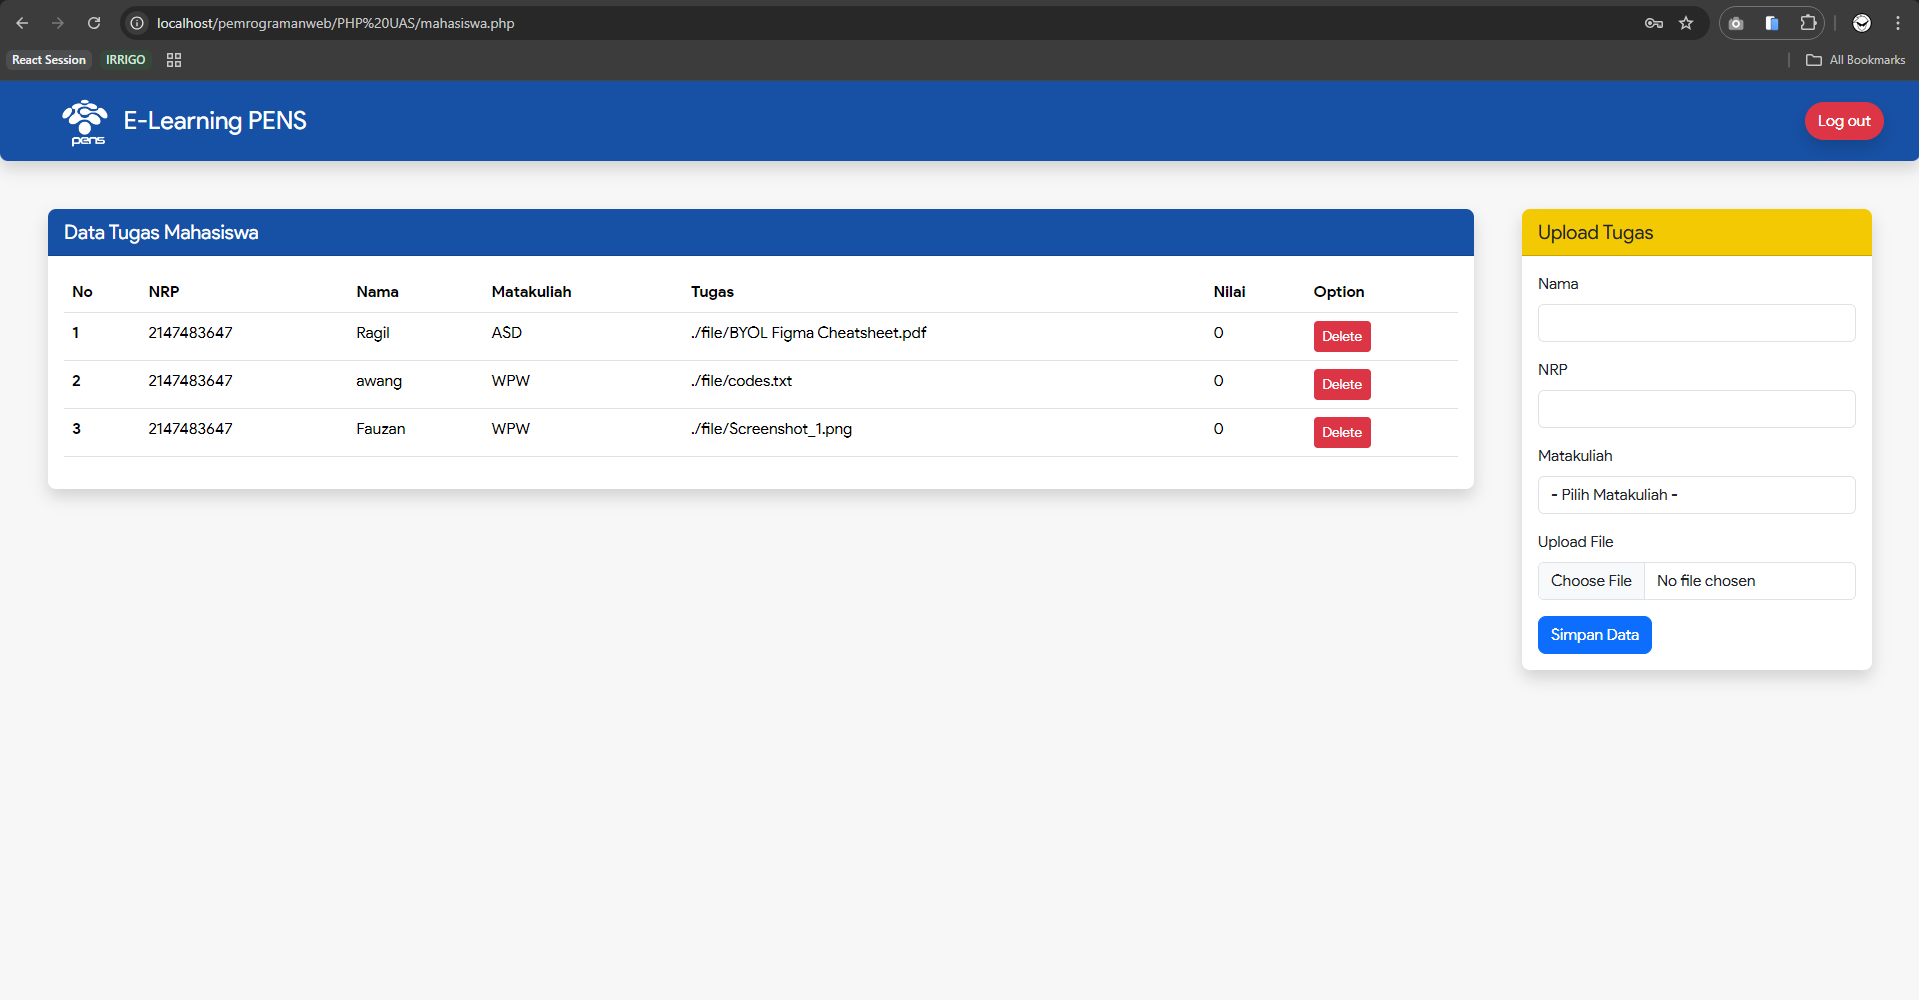 localhost/pemrogramanweb/PHP%20UAS/mahasiswa.php
React Session IRRIGO All Bookmarks
pens E-Learning PENS Log out
Data Tugas Mahasiswa
No NRP Nama Matakuliah Tugas Nilai Option
1 2147483647 Ragil ASD ./file/BYOL Figma Cheatsheet.pdf 0 Delete
2 2147483647 awang WPW ./file/codes.txt 0 Delete
3 2147483647 Fauzan WPW ./file/Screenshot_1.png 0 Delete
Upload Tugas
Nama
NRP
Matakuliah
- Pilih Matakuliah -
Upload File
Choose File No file chosen
Simpan Data